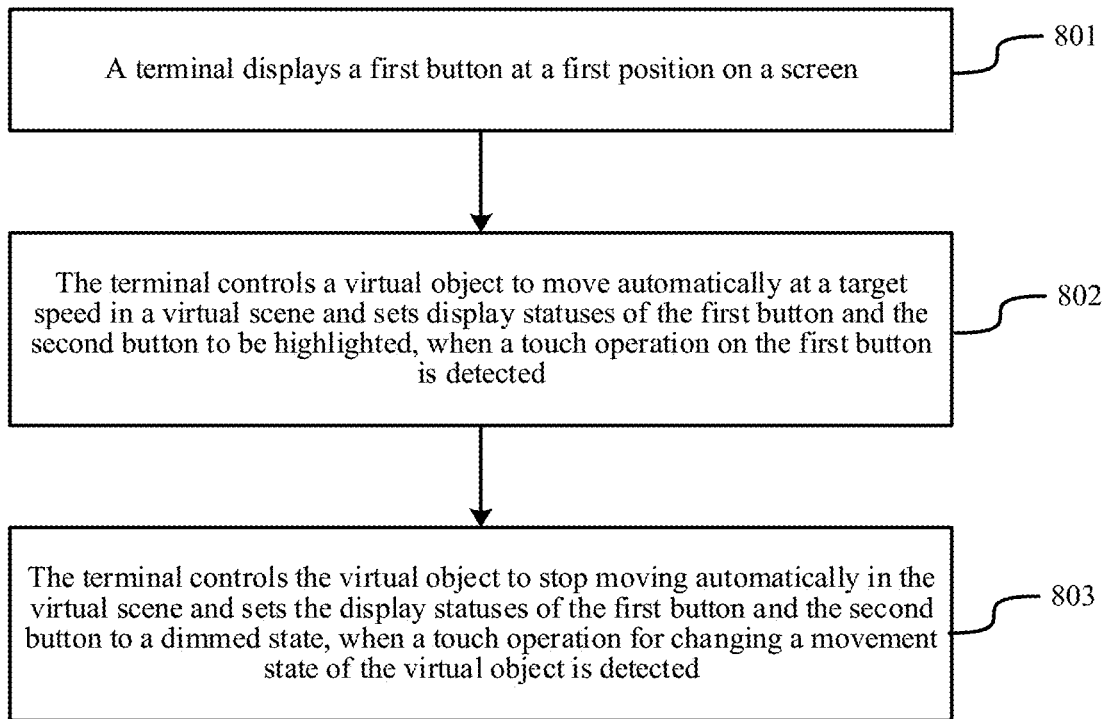 A terminal displays a first button at a first position on a screen
801
The terminal controls a virtual object to move automatically at a target
speed in a virtual scene and sets display statuses of the first button and the
second button to be highlighted, when a touch operation on the first button
is detected
802
The terminal controls the virtual object to stop moving automatically in the
virtual scene and sets the display statuses of the first button and the second
button to a dimmed state, when a touch operation for changing a movement
state of the virtual object is detected
803